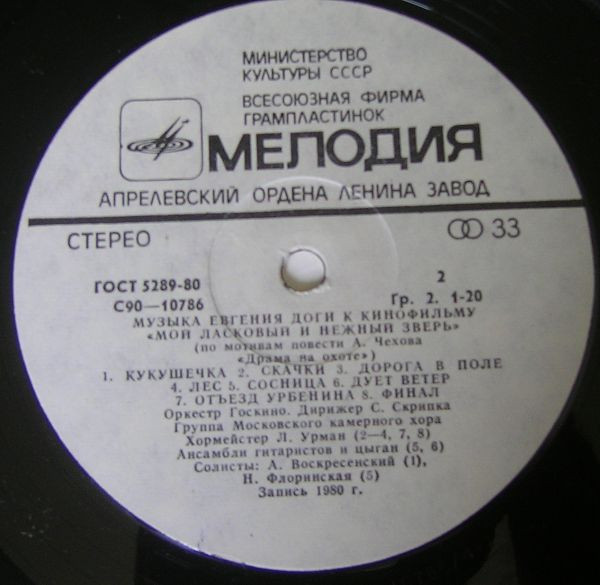 МИНИСТЕРСТВО
КУЛЬТУРЫ СССР
ВСЕСОЮЗНАЯ ФИРМА
ГРАМПЛАСТИНОК
МЕЛОДИЯ
АПРЕЛЕВСКИЙ ОРДЕНА ЛЕНИНА ЗАВОД
СТЕРЕО 33
ГОСТ 5289-80 2
С90—10786 Гр. 2. 1-20
МУЗЫКА ЕВГЕНИЯ ДОГИ К КИНОФИЛЬМУ
«МОЙ ЛАСКОВЫЙ И НЕЖНЫЙ ЗВЕРЬ»
(по мотивам повести А. Чехова
«Драма на охоте»)
1. КУКУШЕЧКА 2. СКАЧКИ 3. ДОРОГА В ПОЛЕ
4. ЛЕС 5. СОСНИЦА 6. ДУЕТ ВЕТЕР
7. ОТЪЕЗД УРБЕНИНА 8. ФИНАЛ
Оркестр Госкино. Дирижер С. Скрипка
Группа Московского камерного хора
Хормейстер Л. Урман (2—4, 7, 8)
Ансамбли гитаристов и цыган (5, 6)
Солисты: А. Воскресенский (1),
Н. Флоринская (5)
Запись 1980 г.